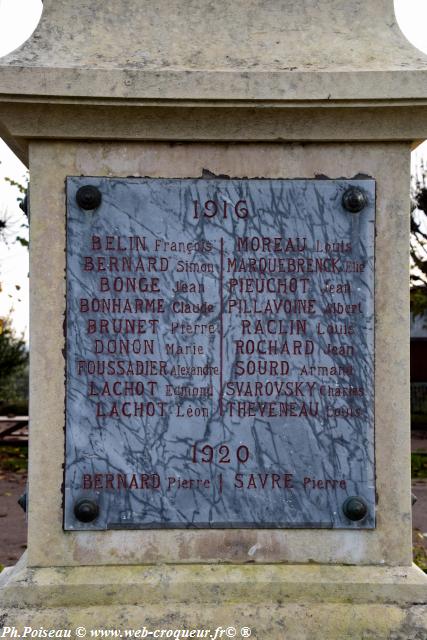 1916
BELIN François
BERNARD Simon
BONGE Jean
BONHARME Claude
BRUNET Pierre
DONON Marie
FOUSSADIER Alexandre
LACHOT Edmond
LACHOT Léon
MOREAU Louis
MARQUEBRENCK Elie
PIEUCHOT Jean
PILLAVOINE Albert
RACLIN Louis
ROCHARD Jean
SOURD Armand
SVAROVSKY Charles
THEVENEAU Louis
1920
BERNARD Pierre
SAVRE Pierre
Ph.Poiseau © www-web-croqueur.fr © ®